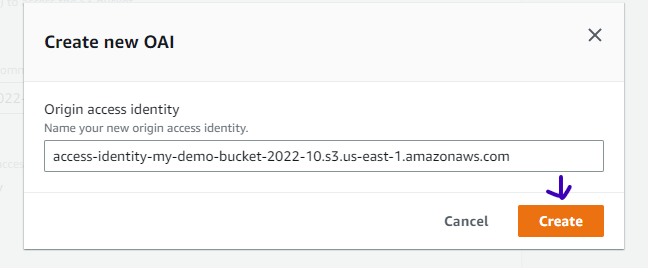 Create new OAI
Origin access identity
Name your new origin access identity.
access-identity-my-demo-bucket-2022-10.s3.us-east-1.amazonaws.com
Cancel
Create